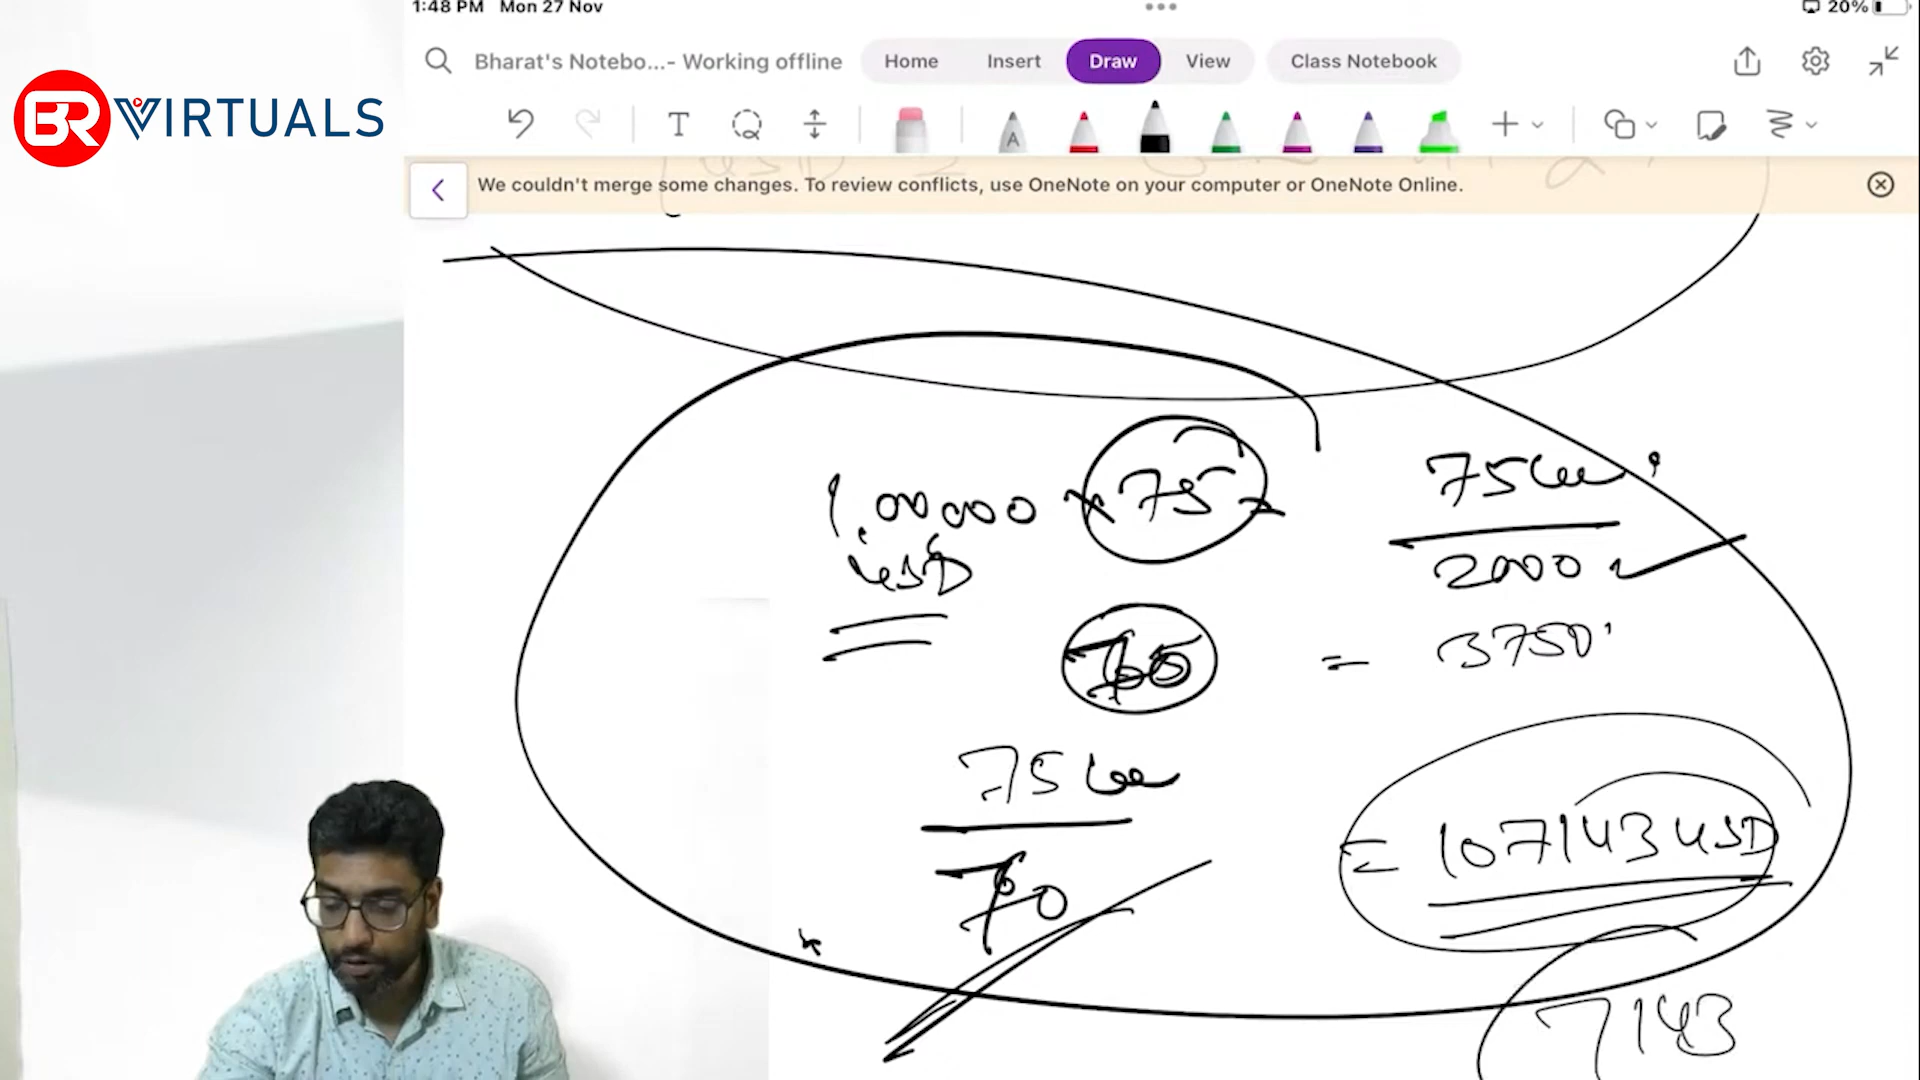 1:48 PM Mon 27 Nov
20%
BR VIRTUALS
Bharat's Notebo...- Working offline
Home Insert Draw View Class Notebook
T
A
We couldn't merge some changes. To review conflicts, use OneNote on your computer or OneNote Online.
1,00,000 × 75
USD
75
2000
= 3750
70
75
70
= 107143 USD
7143